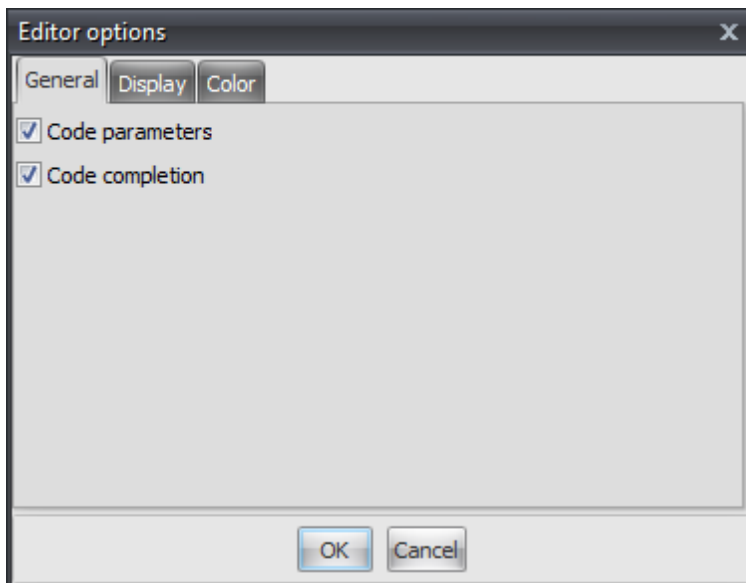 Editor options
General Display Color
Code parameters
Code completion
OK Cancel